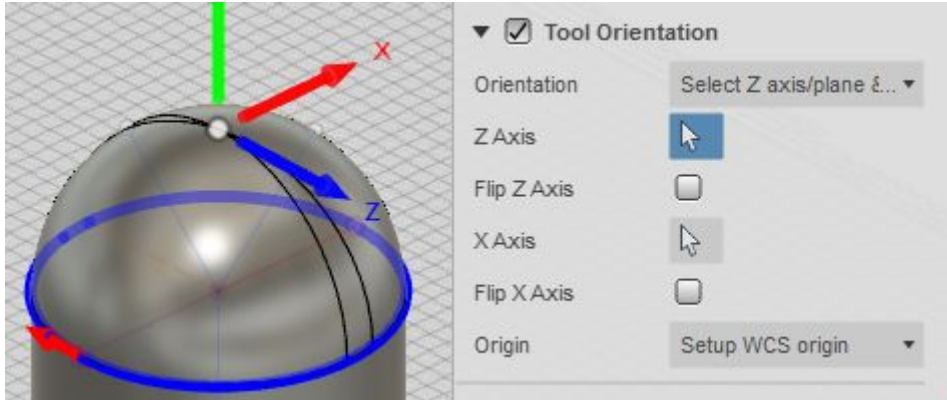 X
Z
Tool Orientation
Orientation Select Z axis/plane &...
Z Axis
Flip Z Axis
X Axis
Flip X Axis
Origin Setup WCS origin